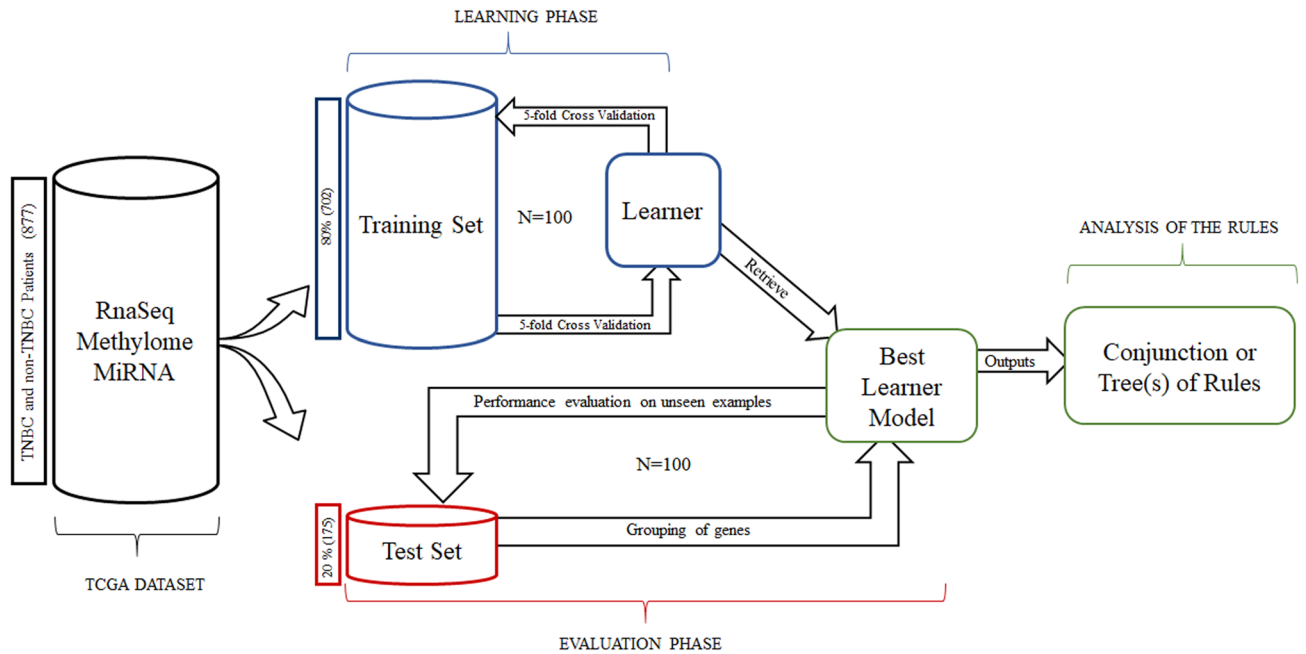 LEARNING PHASE
TNBC and non-TNBC Patients (877)
RnaSeq
Methylome
MiRNA
TCGA DATASET
80% (702)
Training Set
5-fold Cross Validation
N=100
Learner
5-fold Cross Validation
Retrieve
Best
Learner
Model
Outputs
ANALYSIS OF THE RULES
Conjunction or
Tree(s) of Rules
Performance evaluation on unseen examples
N=100
20 % (175)
Test Set
Grouping of genes
EVALUATION PHASE